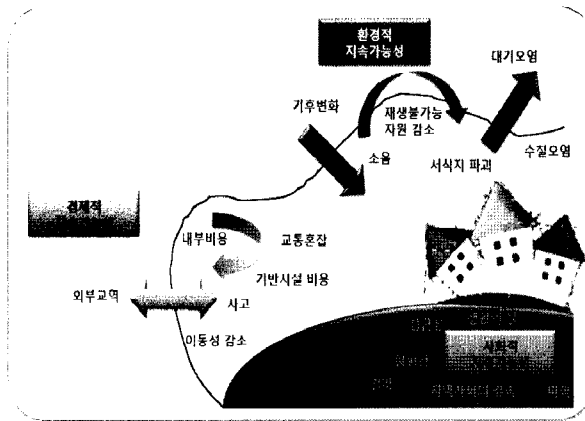 환경적
지속가능성
대기오염
기후변화
재생불가능
자원 감소
소음
서식지 파괴
수질오염
경제적
내부비용
교통혼잡
기반시설 비용
외부교역
사고
이동성 감소
사회적